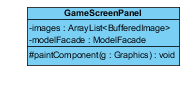 GameScreenPanel
-images : ArrayList<BufferedImage>
-modelFacade : ModelFacade
#paintComponent(g : Graphics) : void